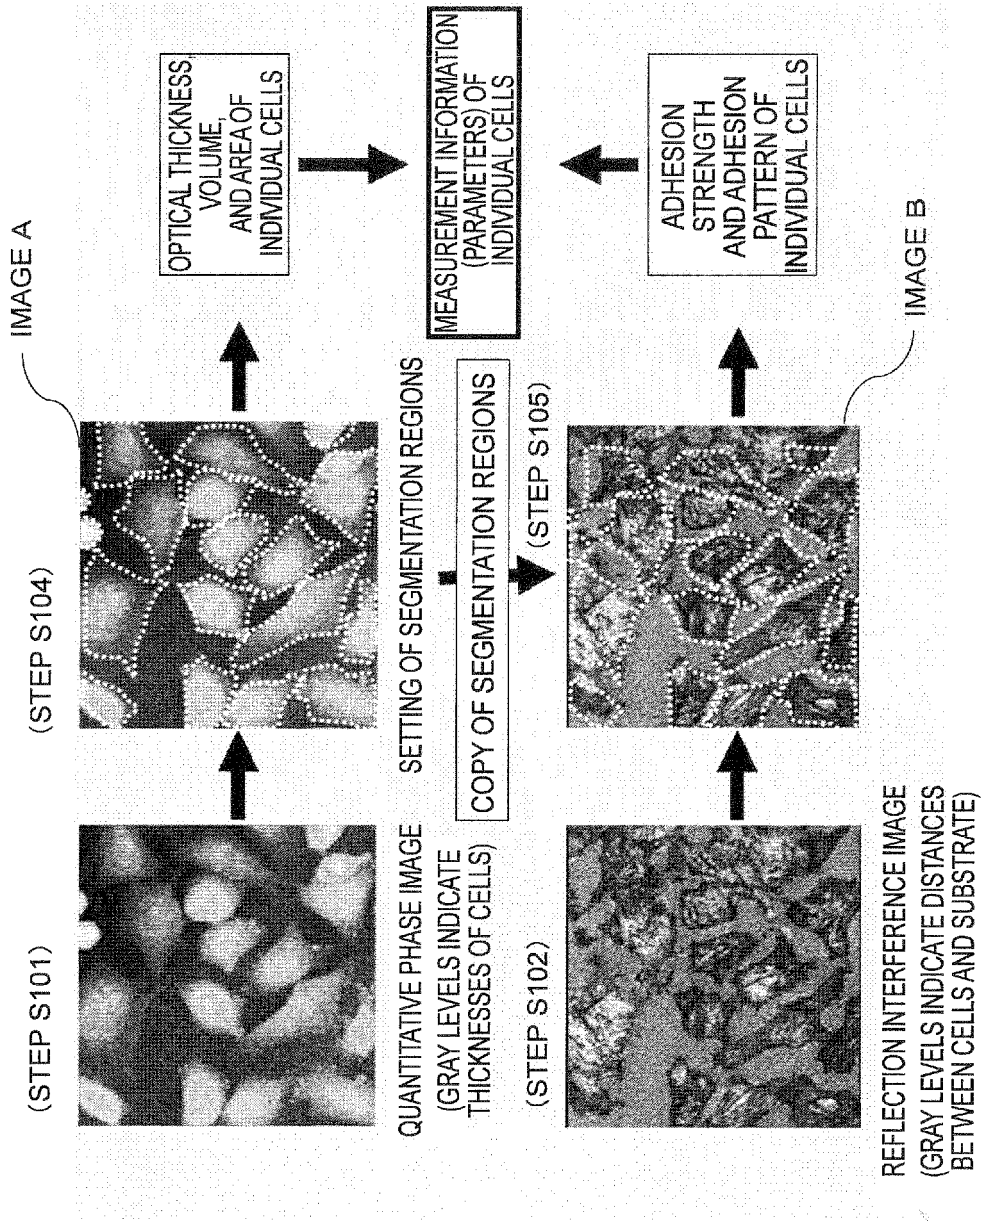 (STEP S101)
QUANTITATIVE PHASE IMAGE
(GRAY LEVELS INDICATE
THICKNESSES OF CELLS)
(STEP S104)
SETTING OF SEGMENTATION REGIONS
IMAGE A
OPTICAL THICKNESS,
VOLUME,
AND AREA OF
INDIVIDUAL CELLS
COPY OF SEGMENTATION REGIONS
MEASUREMENT INFORMATION
(PARAMETERS) OF
INDIVIDUAL CELLS
(STEP S102)
REFLECTION INTERFERENCE IMAGE
(GRAY LEVELS INDICATE DISTANCES
BETWEEN CELLS AND SUBSTRATE)
(STEP S105)
IMAGE B
ADHESION
STRENGTH
AND ADHESION
PATTERN OF
INDIVIDUAL CELLS